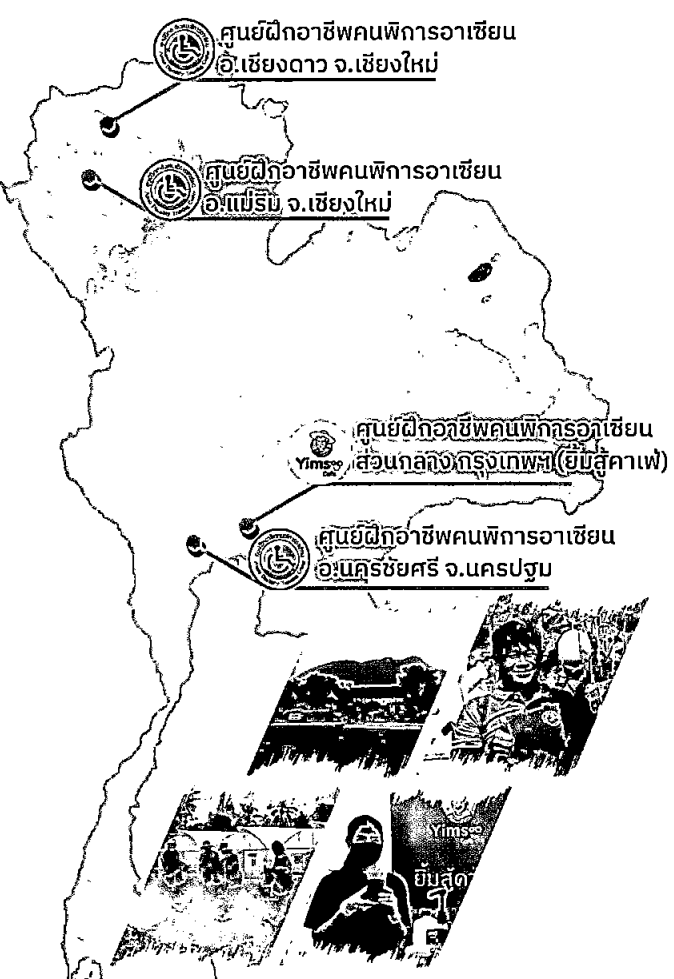 ศูนย์ฝึกอาชีพคนพิการอาเซียน
อ.เชียงดาว จ.เชียงใหม่
ศูนย์ฝึกอาชีพคนพิการอาเซียน
อ.แม่ริม จ.เชียงใหม่
Yimsoo
Cafe
ศูนย์ฝึกอาชีพคนพิการอาเซียน
ส่วนกลาง กรุงเทพฯ (ยิ้มสู้คาเฟ่)
ศูนย์ฝึกอาชีพคนพิการอาเซียน
อ.นครชัยศรี จ.นครปฐม
Yimsoo
ยิ้มสู้ค